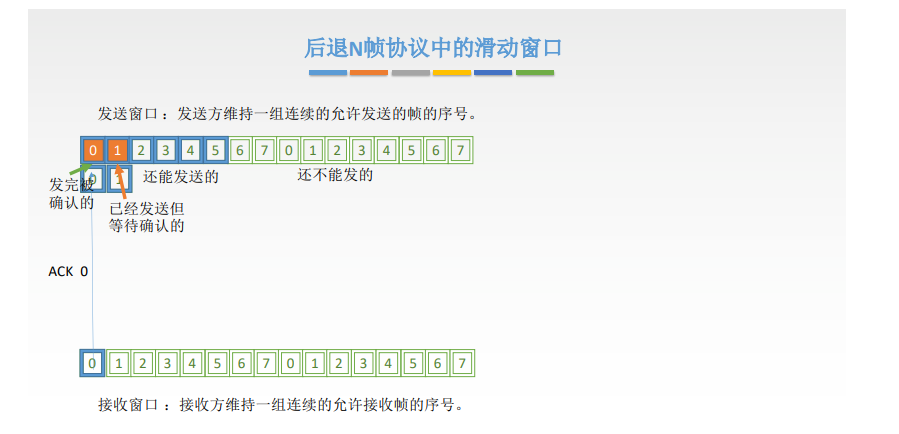 后退N帧协议中的滑动窗口
发送窗口：发送方维持一组连续的允许发送的帧的序号。
0 1 2 3 4 5 6 7 0 1 2 3 4 5 6 7
0 1
还能发送的
还不能发的
发完被
确认的
已经发送但
等待确认的
ACK 0
0 1 2 3 4 5 6 7 0 1 2 3 4 5 6 7
接收窗口：接收方维持一组连续的允许接收帧的序号。